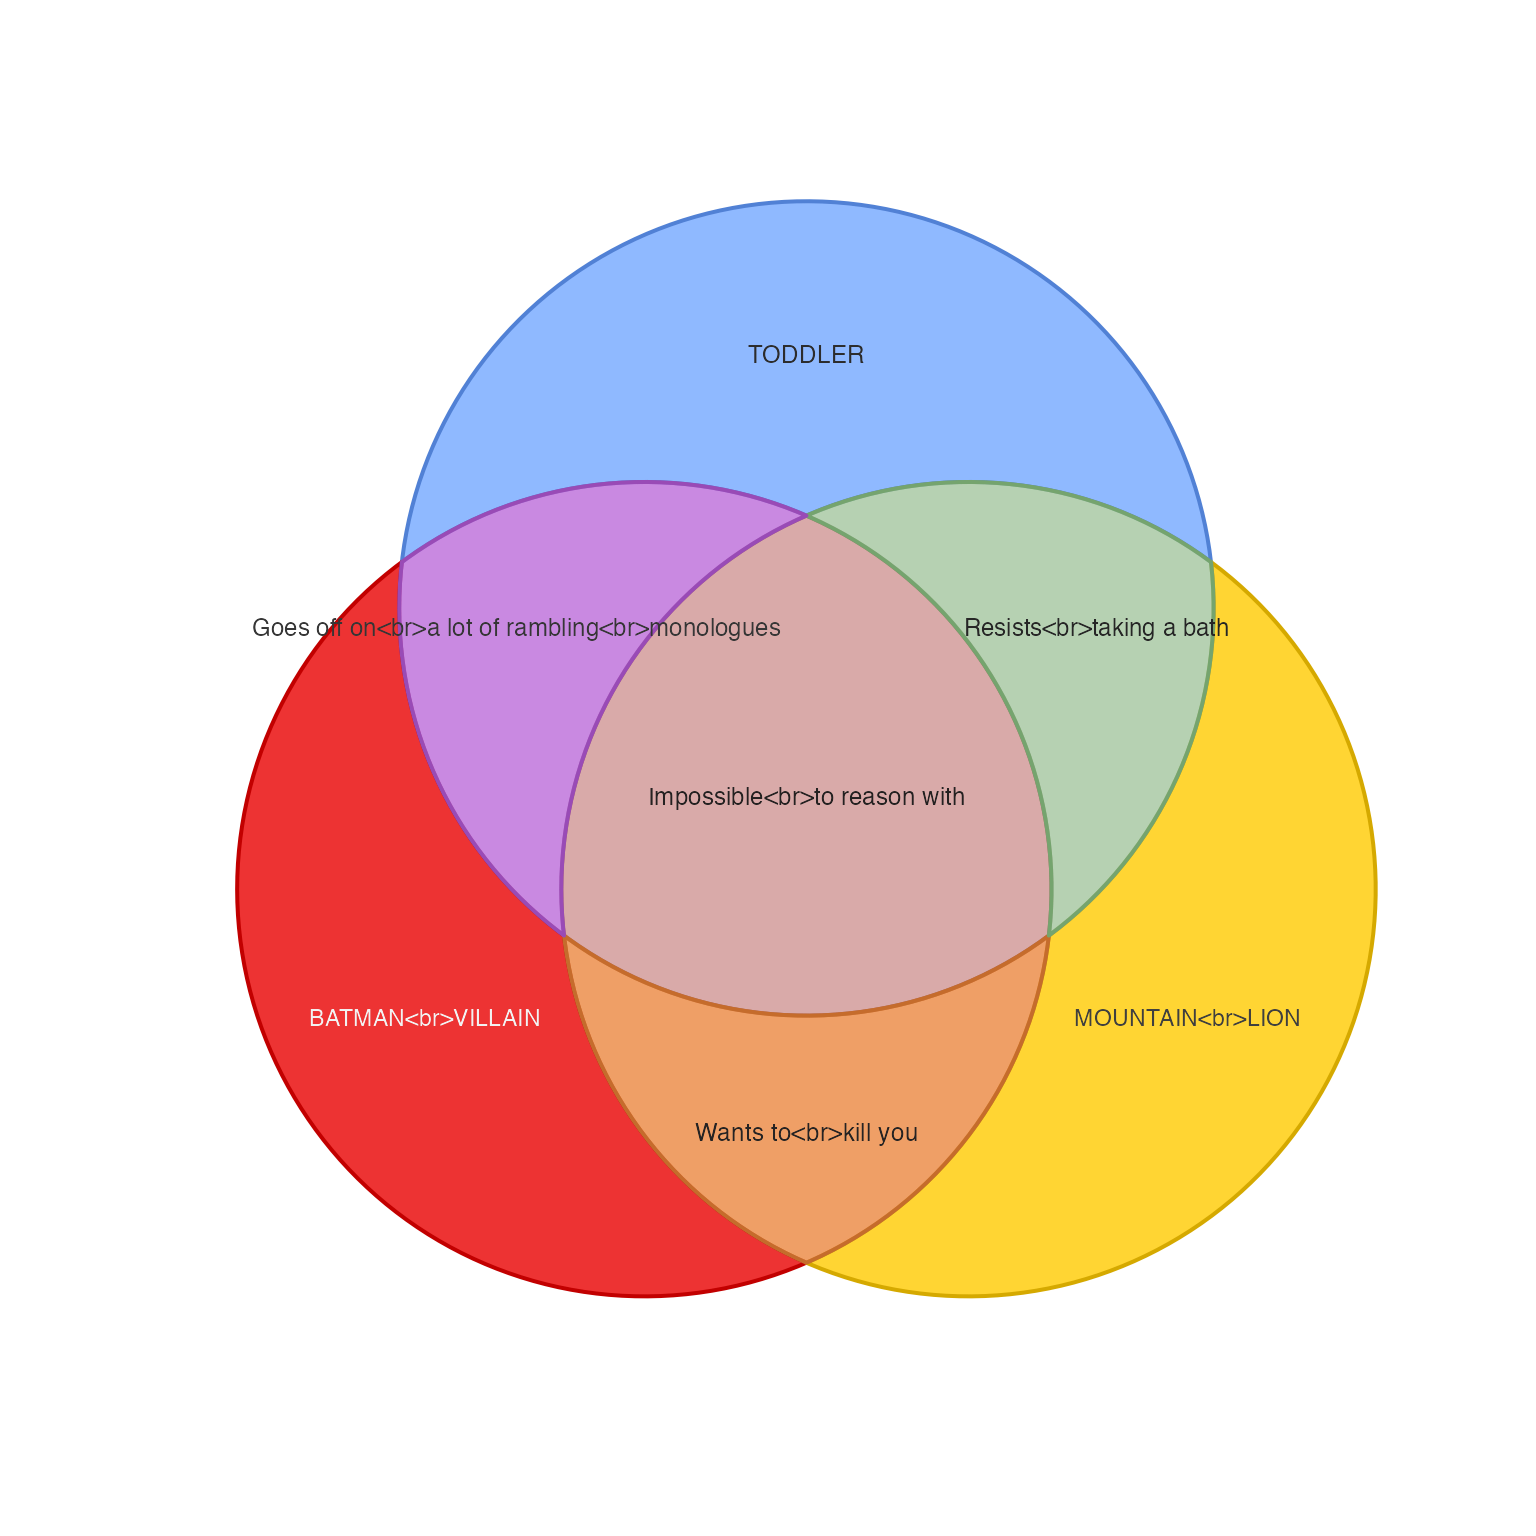 TODDLER
Goes off on<br>a lot of rambling<br>monologues
Resists<br>taking a bath
Impossible<br>to reason with
BATMAN<br>VILLAIN
MOUNTAIN<br>LION
Wants to<br>kill you